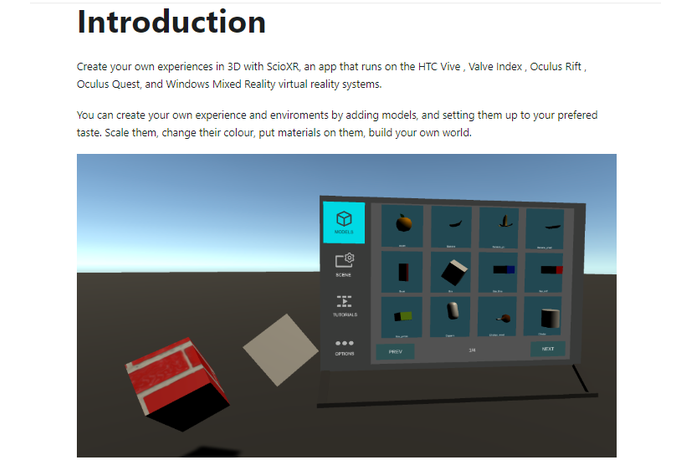 Introduction
Create your own experiences in 3D with ScioXR, an app that runs on the HTC Vive , Valve Index , Oculus Rift ,
Oculus Quest, and Windows Mixed Reality virtual reality systems.
You can create your own experience and enviroments by adding models, and setting them up to your prefered
taste. Scale them, change their colour, put materials on them, build your own world.
MODELS
SCENE
TUTORIALS
OPTIONS
PREV
NEXT